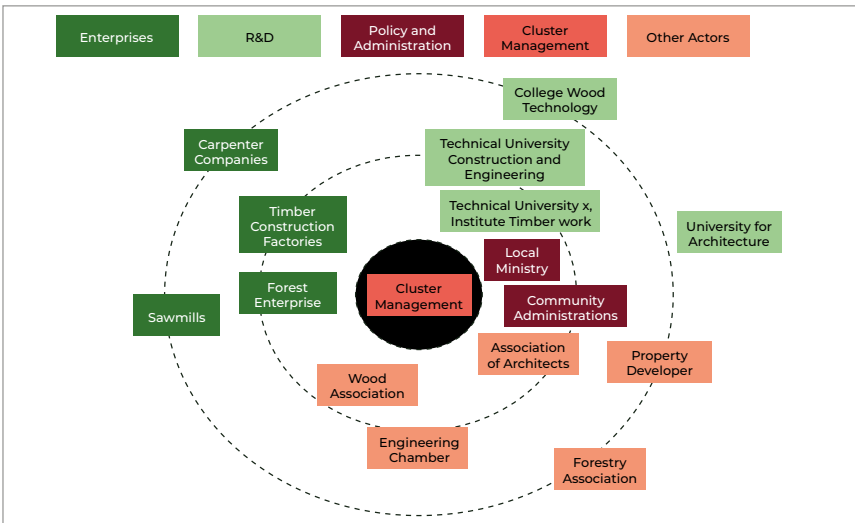 Enterprises
R&D
Policy and
Administration
Cluster
Management
Other Actors
College Wood
Technology
Carpenter
Companies
Technical University
Construction and
Engineering
Timber
Construction
Factories
Technical University x,
Institute Timber work
University for
Architecture
Local
Ministry
Forest
Enterprise
Cluster
Management
Community
Administrations
Sawmills
Association
of Architects
Property
Developer
Wood
Association
Engineering
Chamber
Forestry
Association